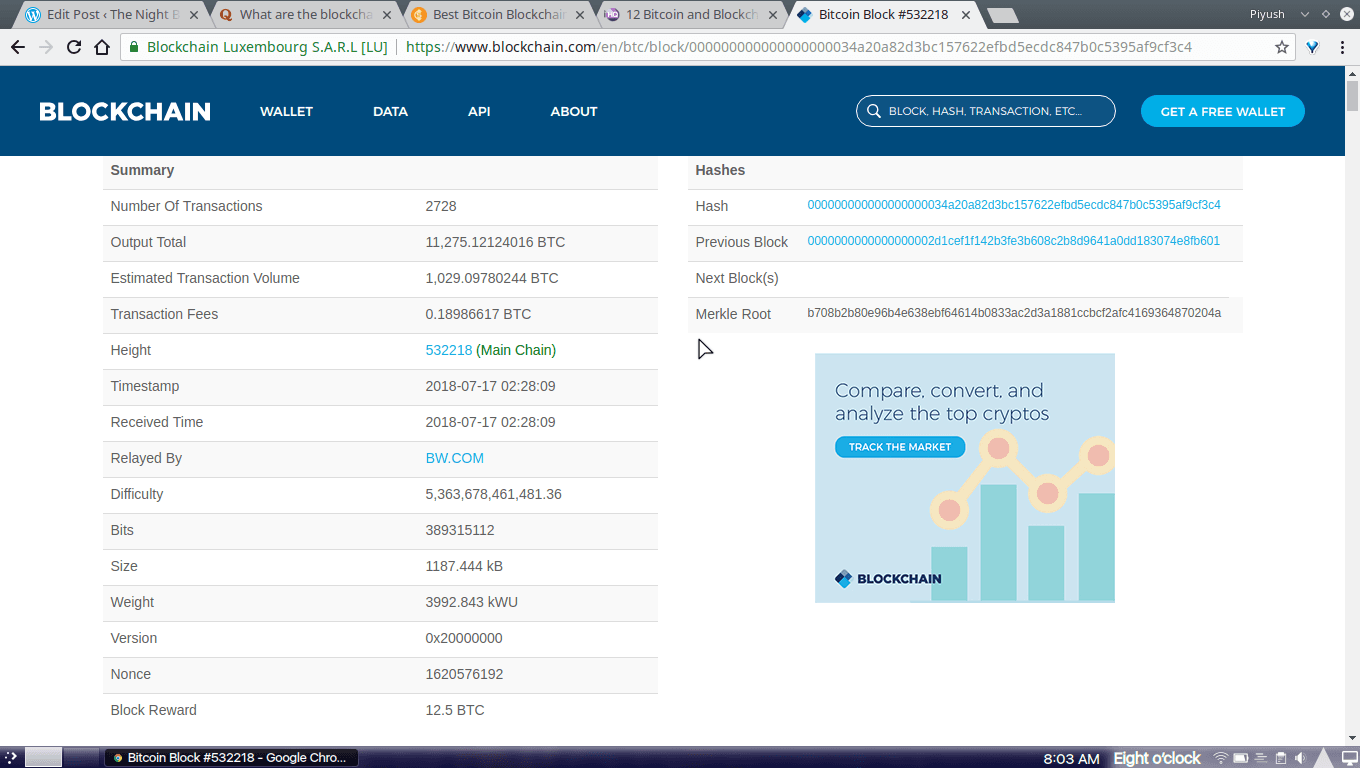 Edit Post ‹ The Night B
What are the blockcha
Best Bitcoin Blockchain
12 Bitcoin and Blockch
Bitcoin Block #532218
Piyush
Blockchain Luxembourg S.A.R.L [LU]
https://www.blockchain.com/en/btc/block/00000000000000000034a20a82d3bc157622efbd5ecdc847b0c5395af9cf3c4
BLOCKCHAIN WALLET DATA API ABOUT BLOCK, HASH, TRANSACTION, ETC... GET A FREE WALLET
Summary
Number Of Transactions 2728
Output Total 11,275.12124016 BTC
Estimated Transaction Volume 1,029.09780244 BTC
Transaction Fees 0.18986617 BTC
Height 532218 (Main Chain)
Timestamp 2018-07-17 02:28:09
Received Time 2018-07-17 02:28:09
Relayed By BW.COM
Difficulty 5,363,678,461,481.36
Bits 389315112
Size 1187.444 kB
Weight 3992.843 kWU
Version 0x20000000
Nonce 1620576192
Block Reward 12.5 BTC
Hashes
Hash 000000000000000000034a20a82d3bc157622efbd5ecdc847b0c5395af9cf3c4
Previous Block 0000000000000000002d1cef1f142b3fe3b608c2b8d9641a0dd183074e8fb601
Next Block(s)
Merkle Root b708b2b80e96b4e638ebf64614b0833ac2d3a1881ccbcf2afc4169364870204a
Compare, convert, and
analyze the top cryptos
TRACK THE MARKET
BLOCKCHAIN
Bitcoin Block #532218 - Google Chro...
8:03 AM
Eight o'clock